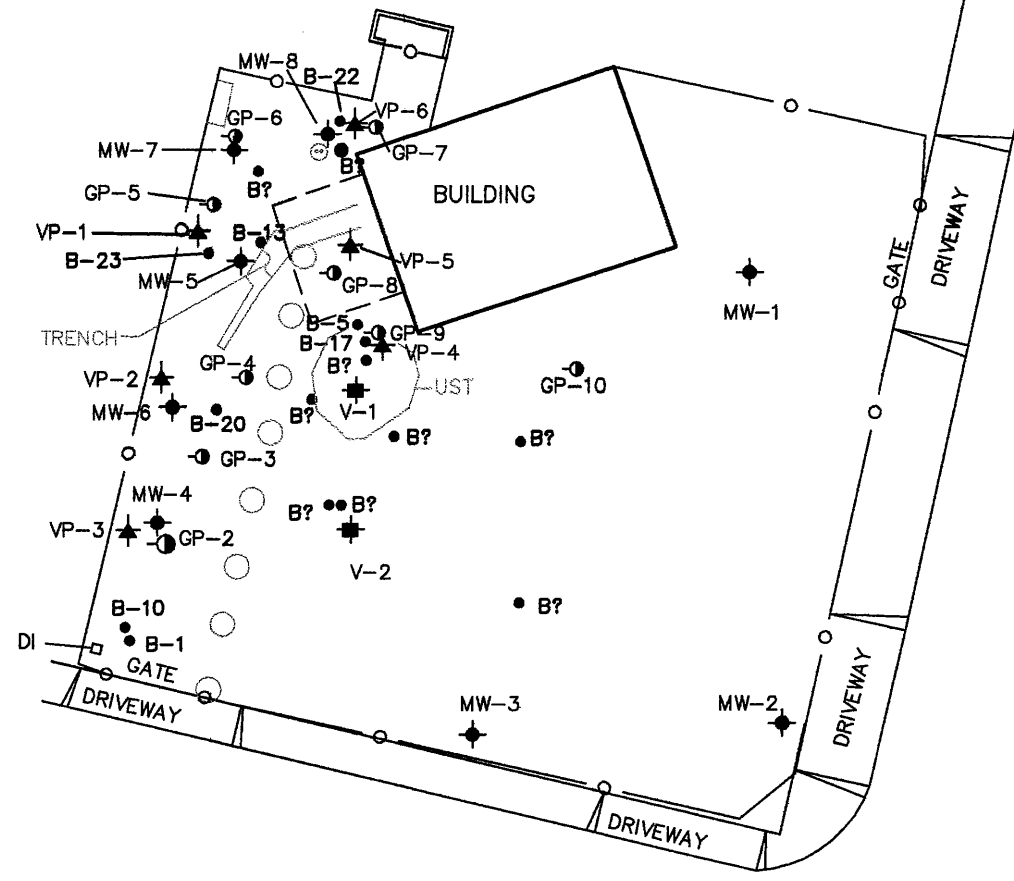 MW-8
B-22
VP-6
GP-6
GP-7
MW-7
B?
B?
GP-5
BUILDING
VP-1
B-13
B-23
VP-5
MW-5
GP-8
GATE
DRIVEWAY
MW-1
TRENCH
B-5
GP-9
B-17
VP-4
B?
GP-4
VP-2
UST
GP-10
MW-6
V-1
B-20
B?
B?
B?
GP-3
MW-4
B?
B?
VP-3
GP-2
V-2
B-10
B?
DI
B-1
GATE
DRIVEWAY
MW-3
MW-2
DRIVEWAY
DRIVEWAY